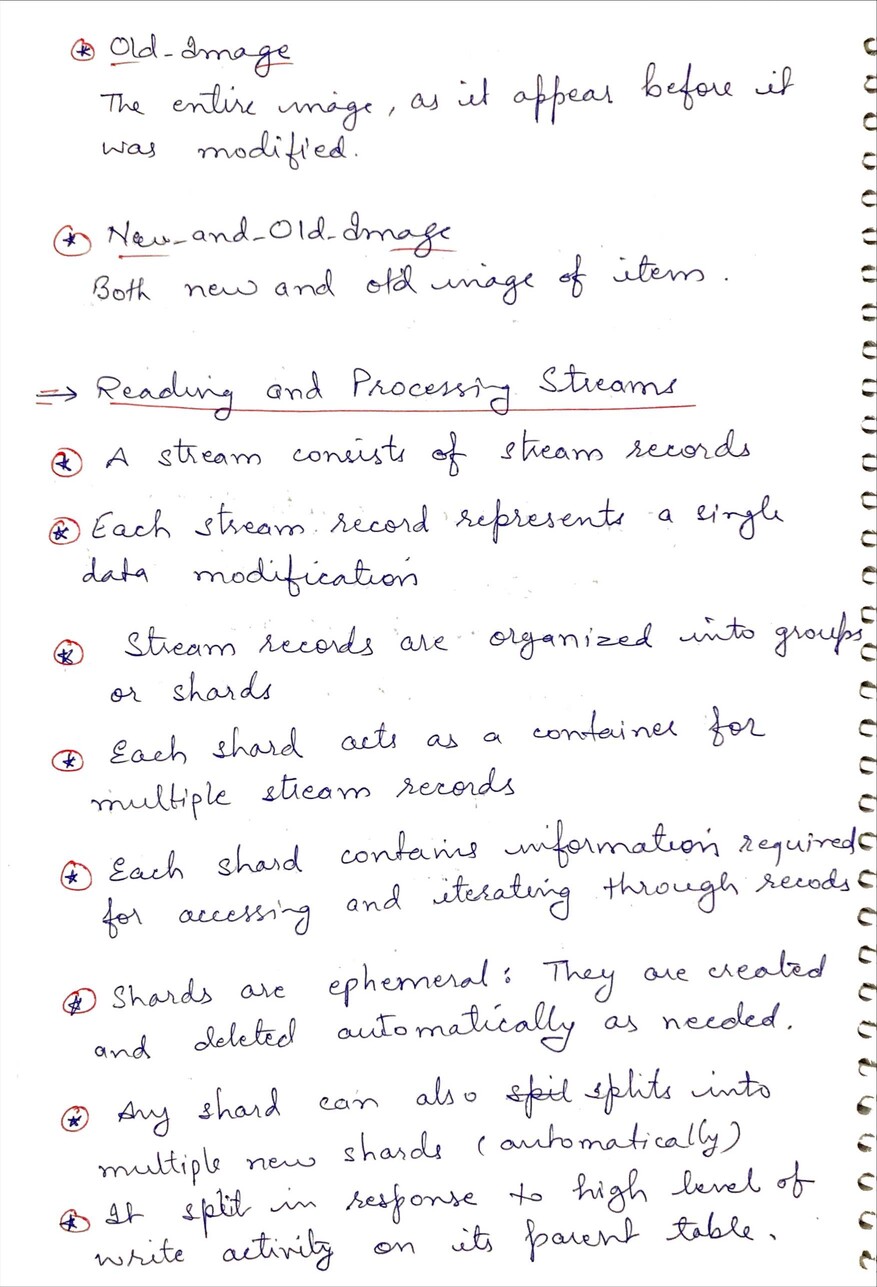 * Old-Image
The entire image, as it appear before it
was modified.
* New-and-Old-Image
Both new and old image of item.
⇒ Reading and Processing Streams
* A stream consists of stream records
* Each stream record represents a single
data modification
* Stream records are organized into groups
or shards
* Each shard acts as a container for
multiple stream records
* Each shard contains information required
for accessing and iterating through recods
* Shards are ephemeral: They are created
and deleted automatically as needed.
* Any shard can also spil splits into
multiple new shards (automatically)
* It split in response to high level of
write activity on its parent table.